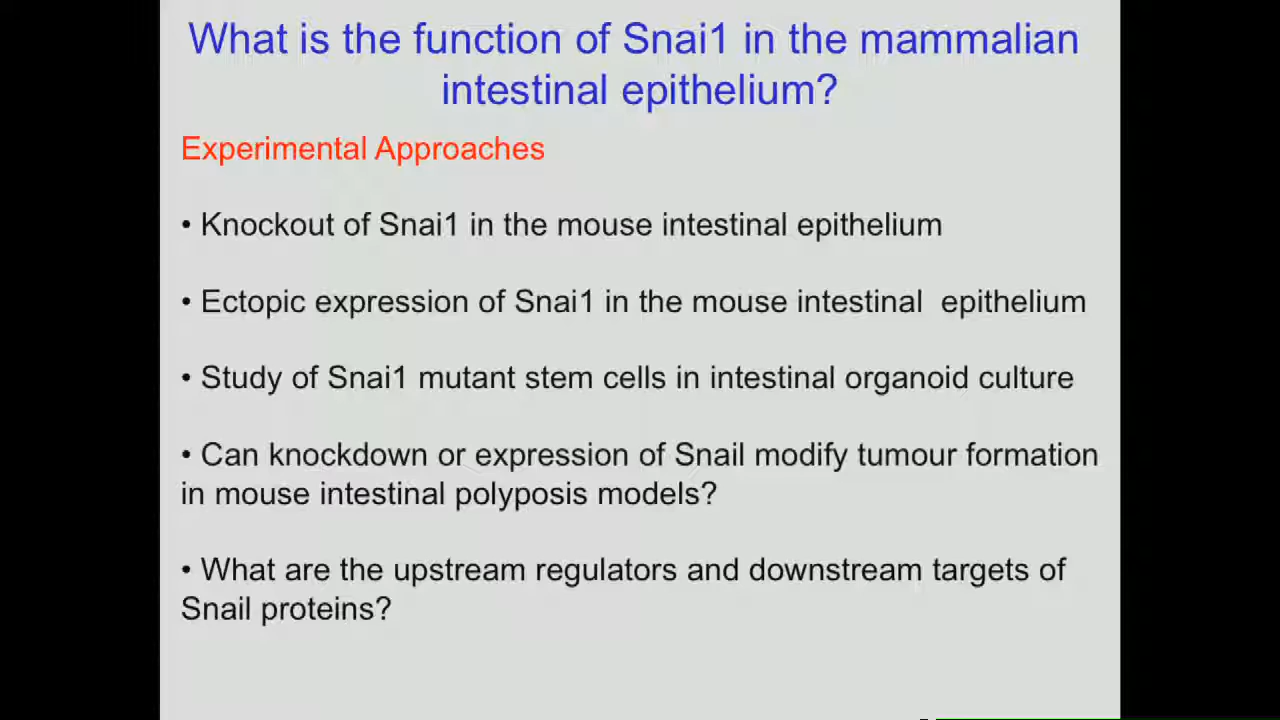 What is the function of Snai1 in the mammalian
intestinal epithelium?
Experimental Approaches
• Knockout of Snai1 in the mouse intestinal epithelium
• Ectopic expression of Snai1 in the mouse intestinal  epithelium
• Study of Snai1 mutant stem cells in intestinal organoid culture
• Can knockdown or expression of Snail modify tumour formation
in mouse intestinal polyposis models?
• What are the upstream regulators and downstream targets of
Snail proteins?